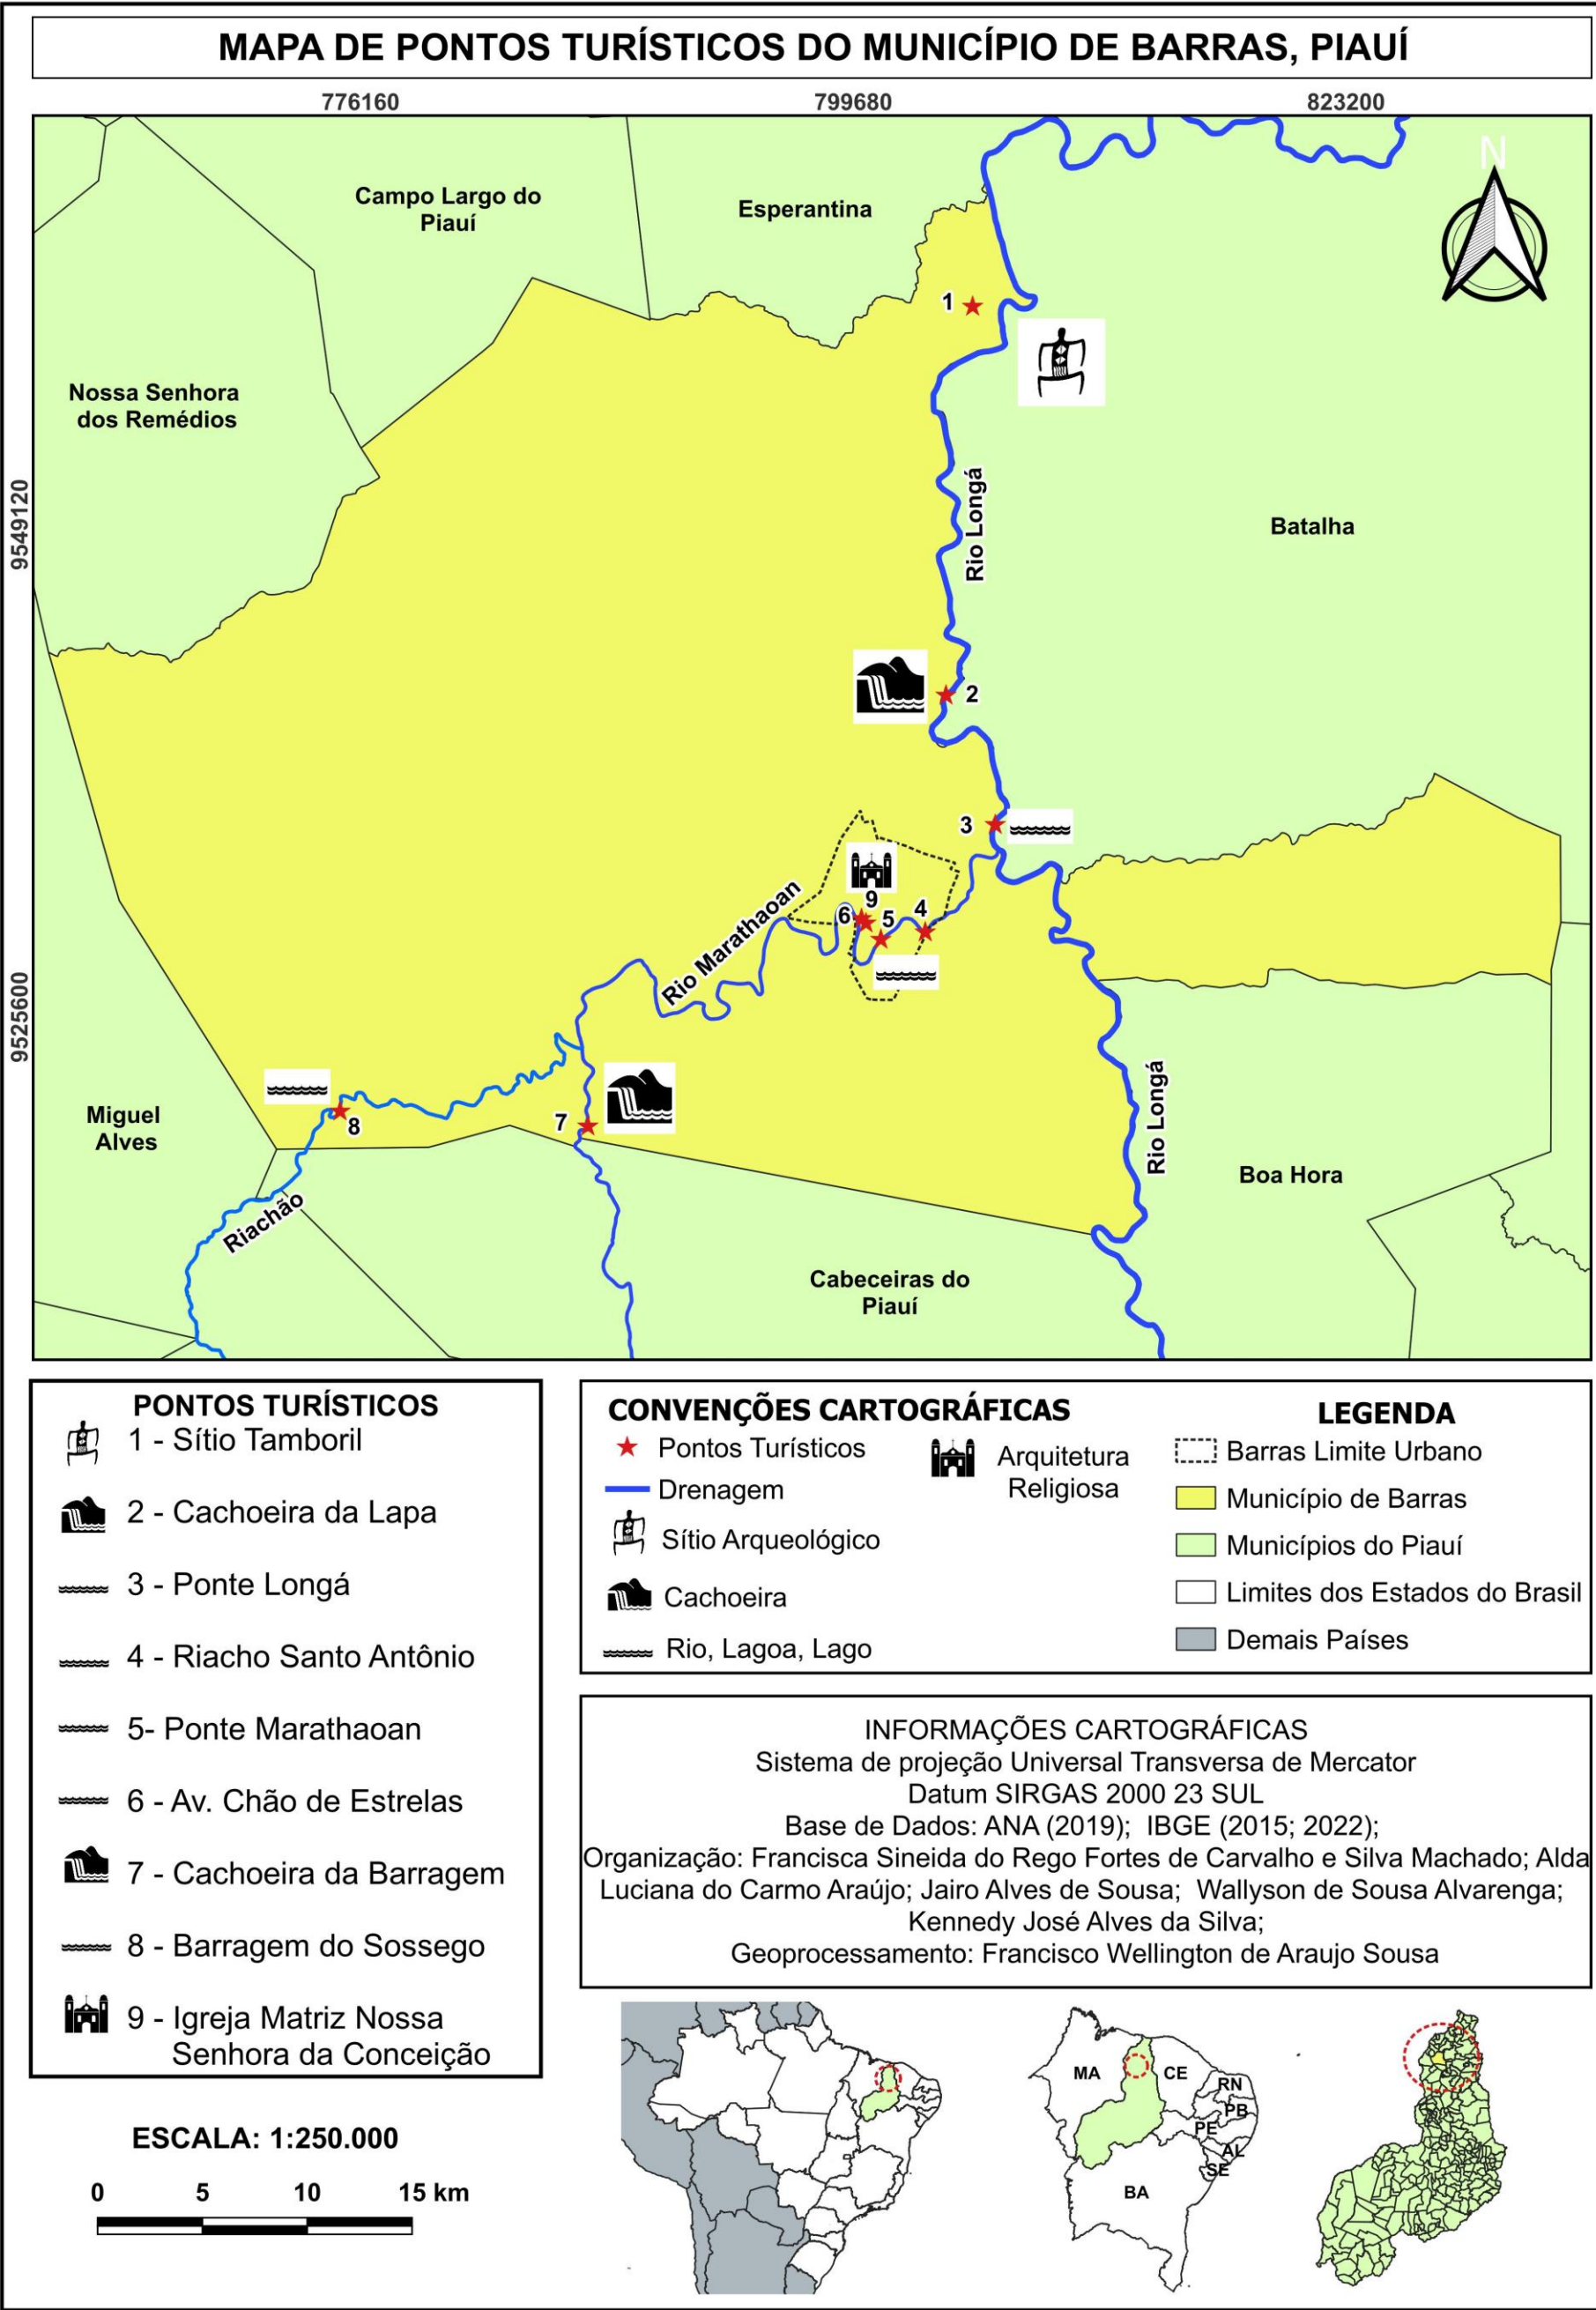 MAPA DE PONTOS TURÍSTICOS DO MUNICÍPIO DE BARRAS, PIAUÍ
776160
799680
823200
9549120
9525600
N
Campo Largo do
Piauí
Esperantina
Nossa Senhora
dos Remédios
Batalha
1
Rio Longá
2
3
9
6
5
4
Rio Marathaoan
7
8
Miguel
Alves
Riachão
Rio Longá
Boa Hora
Cabeceiras do
Piauí
PONTOS TURÍSTICOS
1 - Sítio Tamboril
2 - Cachoeira da Lapa
3 - Ponte Longá
4 - Riacho Santo Antônio
5- Ponte Marathaoan
6 - Av. Chão de Estrelas
7 - Cachoeira da Barragem
8 - Barragem do Sossego
9 - Igreja Matriz Nossa
Senhora da Conceição
ESCALA: 1:250.000
0 5 10 15 km
CONVENÇÕES CARTOGRÁFICAS
Pontos Turísticos
Drenagem
Sítio Arqueológico
Cachoeira
Rio, Lagoa, Lago
Arquitetura
Religiosa
LEGENDA
Barras Limite Urbano
Município de Barras
Municípios do Piauí
Limites dos Estados do Brasil
Demais Países
INFORMAÇÕES CARTOGRÁFICAS
Sistema de projeção Universal Transversa de Mercator
Datum SIRGAS 2000 23 SUL
Base de Dados: ANA (2019); IBGE (2015; 2022);
Organização: Francisca Sineida do Rego Fortes de Carvalho e Silva Machado; Alda
Luciana do Carmo Araújo; Jairo Alves de Sousa; Wallyson de Sousa Alvarenga;
Kennedy José Alves da Silva;
Geoprocessamento: Francisco Wellington de Araujo Sousa
MA
CE
RN
PB
PE
AL
SE
BA